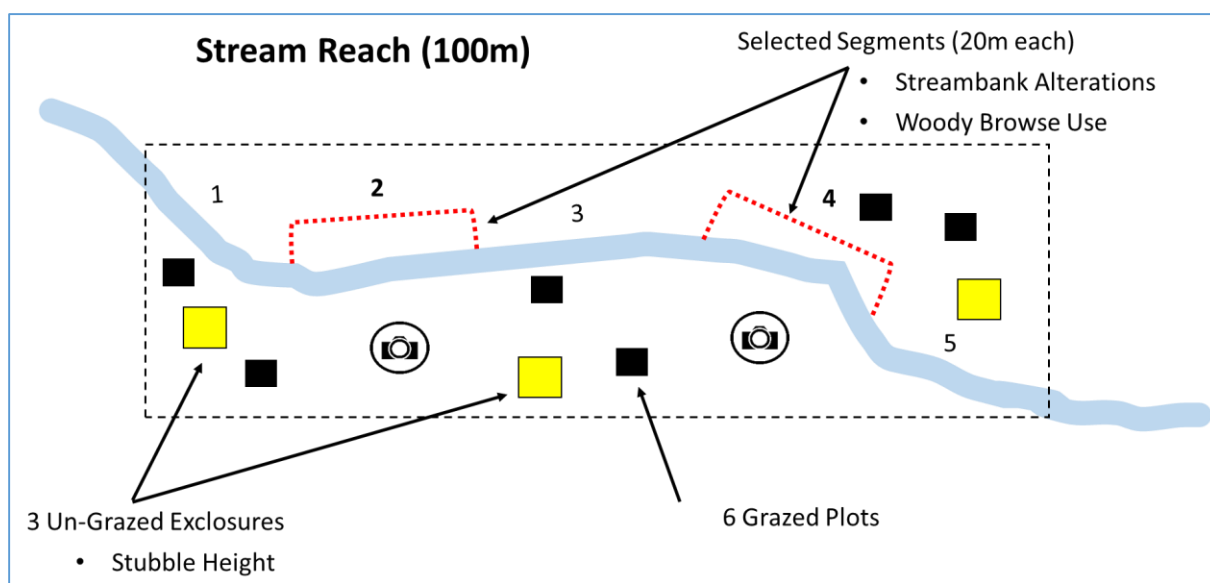 Stream Reach (100m)
Selected Segments (20m each)
• Streambank Alterations
• Woody Browse Use
1
2
3
4
5
3 Un-Grazed Exclosures
• Stubble Height
6 Grazed Plots